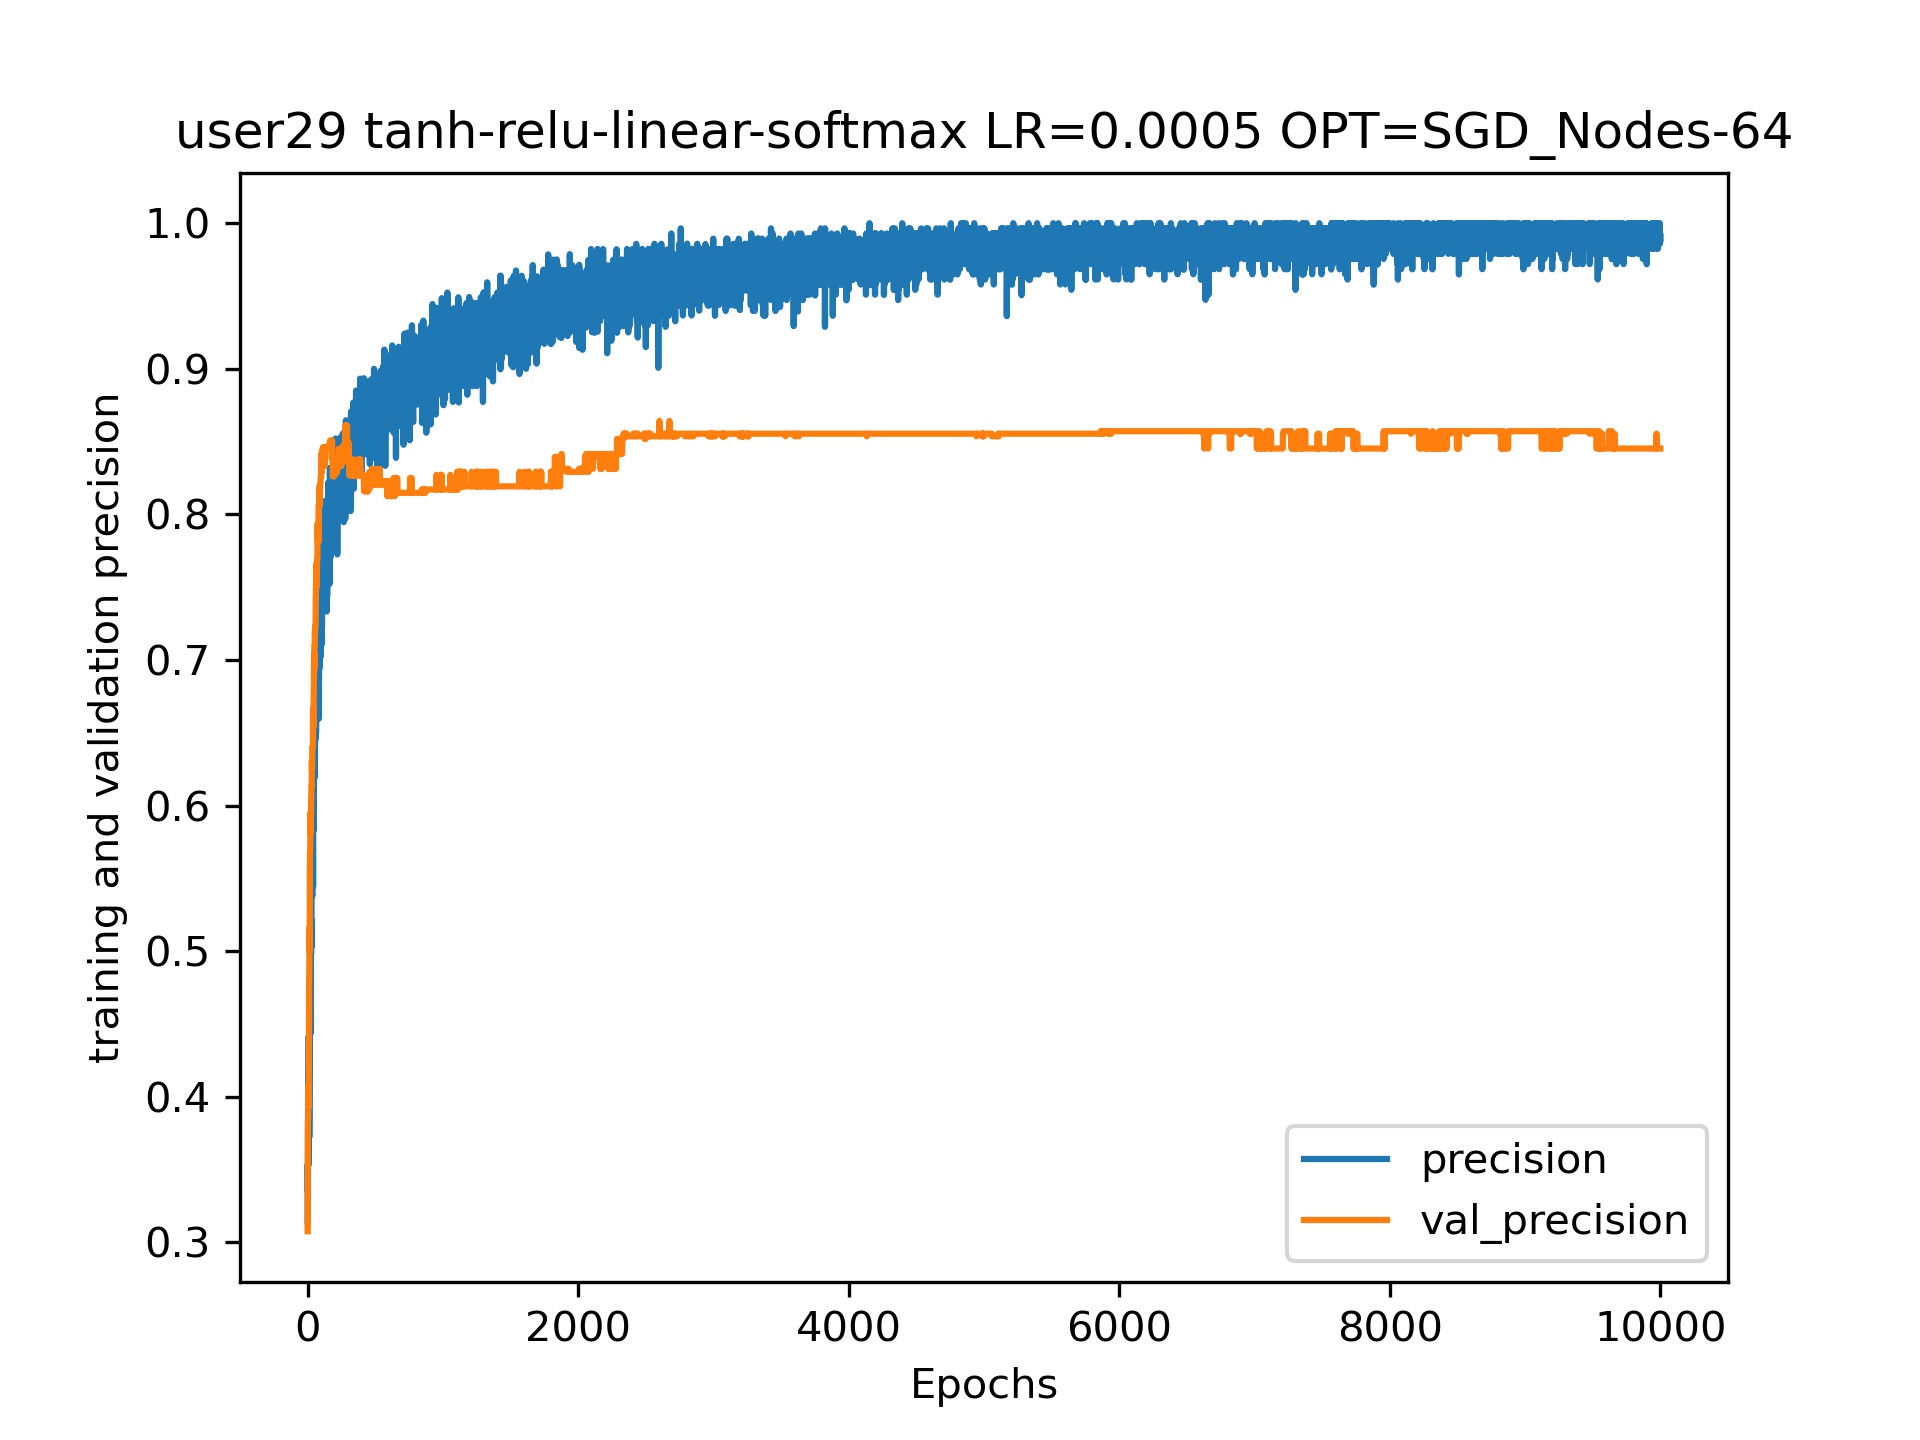 user29 tanh-relu-linear-softmax LR=0.0005 OPT=SGD_Nodes-64
training and validation precision
1.0
0.9
0.8
0.7
0.6
0.5
0.4
0.3
precision
val_precision
0 2000 4000 6000 8000 10000
Epochs